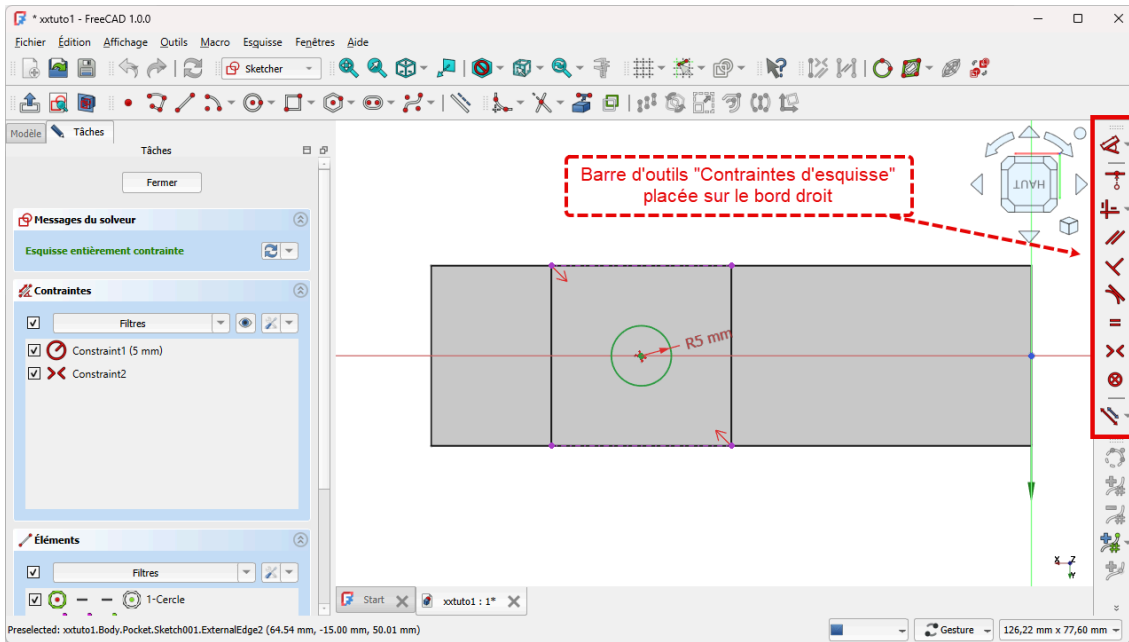 * xxtuto1 - FreeCAD 1.0.0
Fichier Édition Affichage Outils Macro Esquisse Fenêtres Aide
Sketcher
Modèle Tâches
Tâches
Fermer
Messages du solveur
Esquisse entièrement contrainte
Contraintes
Filtres
Constraint1 (5 mm)
Constraint2
Éléments
Filtres
1-Cercle
Barre d'outils "Contraintes d'esquisse"
placée sur le bord droit
HAUT
R5 mm
X Z
Y
Start xxtuto1 : 1*
Preselected: xxtuto1.Body.Pocket.Sketch001.ExternalEdge2 (64.54 mm, -15.00 mm, 50.01 mm)
Gesture 126,22 mm x 77,60 mm